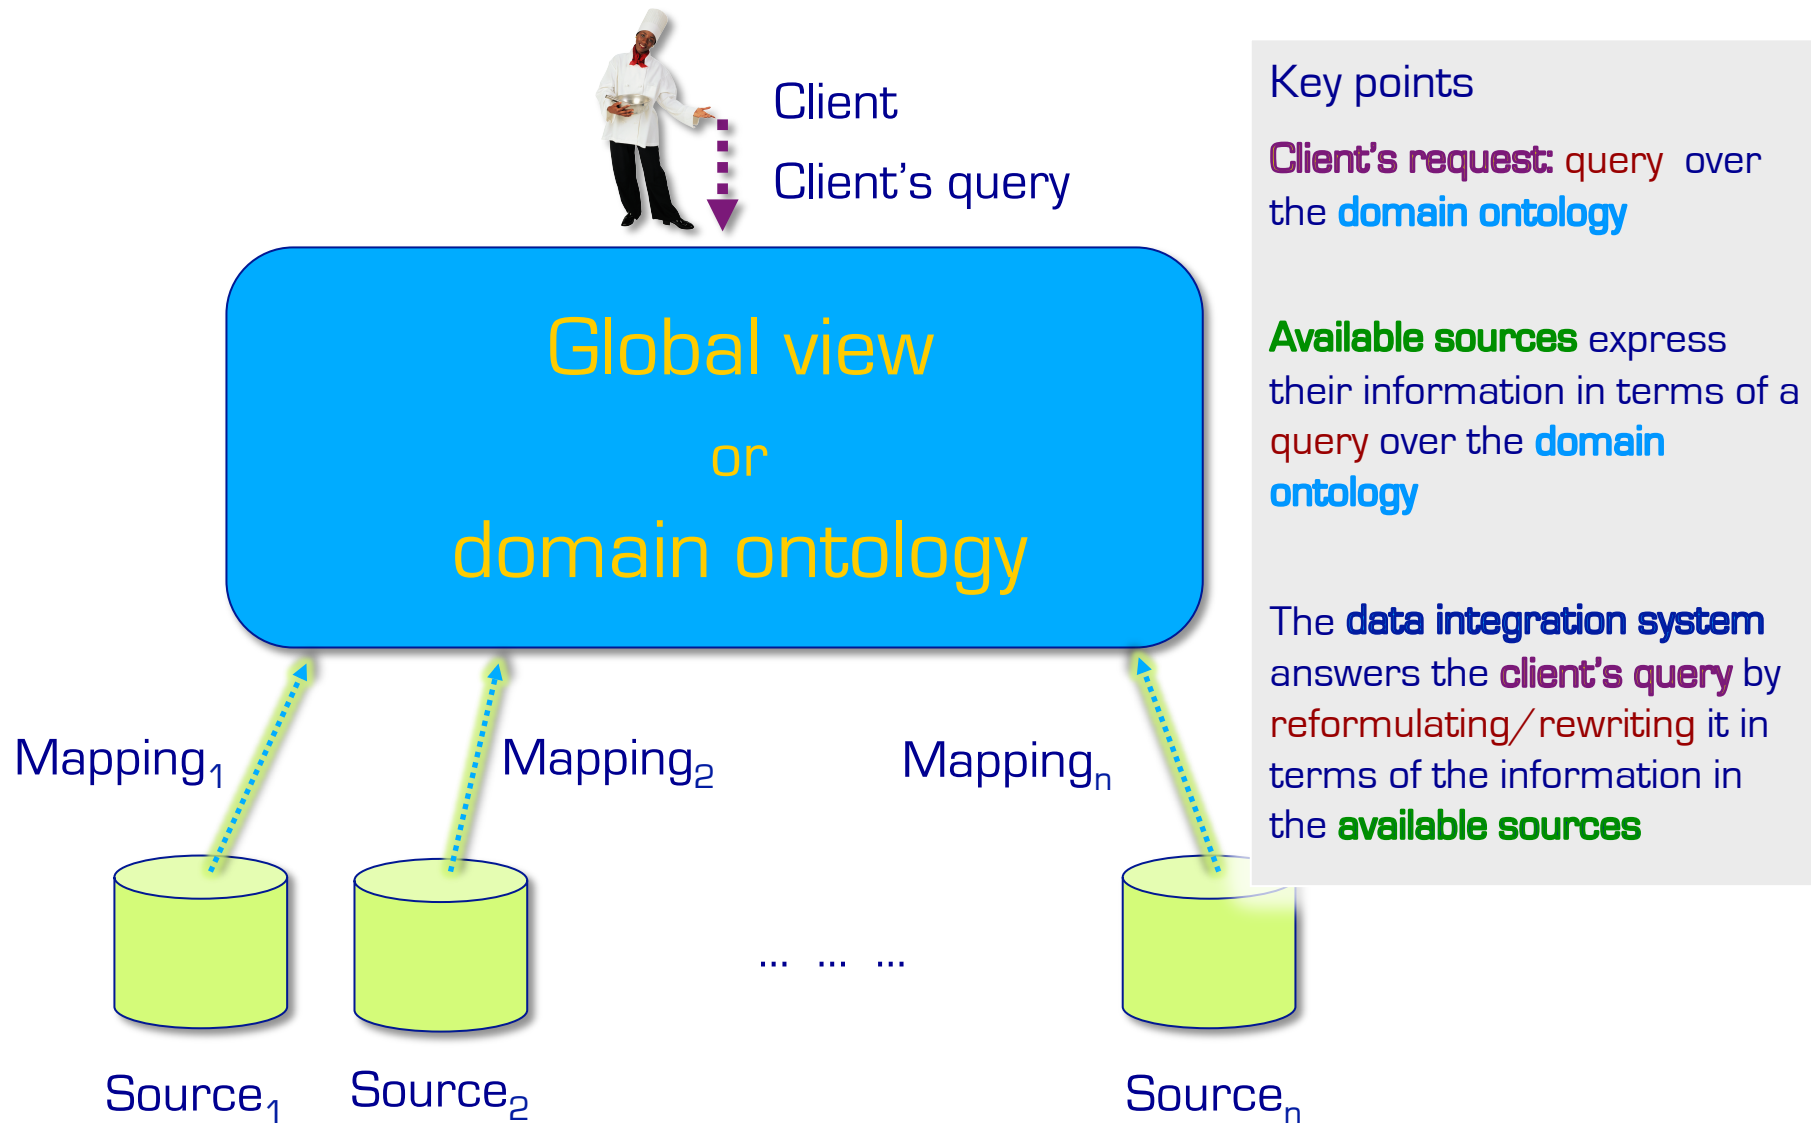 Client
Client's query
Global view
or
domain ontology
Mapping₁
Mapping₂
Mappingₙ
... ... ...
Source₁
Source₂
Sourceₙ
Key points
Client's request: query over
the domain ontology
Available sources express
their information in terms of a
query over the domain
ontology
The data integration system
answers the client's query by
reformulating/rewriting it in
terms of the information in
the available sources